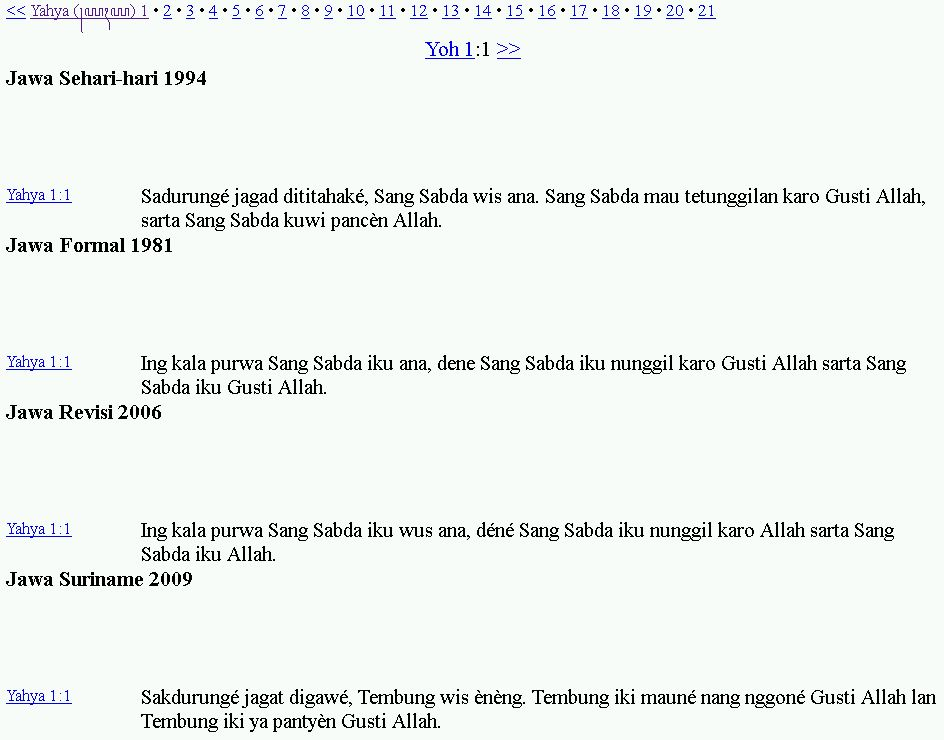 << Yahya (ꦪꦲꦾ) 1 • 2 • 3 • 4 • 5 • 6 • 7 • 8 • 9 • 10 • 11 • 12 • 13 • 14 • 15 • 16 • 17 • 18 • 19 • 20 • 21
Yoh 1:1 >>
Jawa Sehari-hari 1994
Yahya 1:1 Sadurungé jagad dititahaké, Sang Sabda wis ana. Sang Sabda mau tetunggilan karo Gusti Allah,
sarta Sang Sabda kuwi pancèn Allah.
Jawa Formal 1981
Yahya 1:1 Ing kala purwa Sang Sabda iku ana, dene Sang Sabda iku nunggil karo Gusti Allah sarta Sang
Sabda iku Gusti Allah.
Jawa Revisi 2006
Yahya 1:1 Ing kala purwa Sang Sabda iku wus ana, déné Sang Sabda iku nunggil karo Allah sarta Sang
Sabda iku Allah.
Jawa Suriname 2009
Yahya 1:1 Sakdurungé jagat digawé, Tembung wis ènèng. Tembung iki mauné nang nggoné Gusti Allah lan
Tembung iki ya pantyèn Gusti Allah.